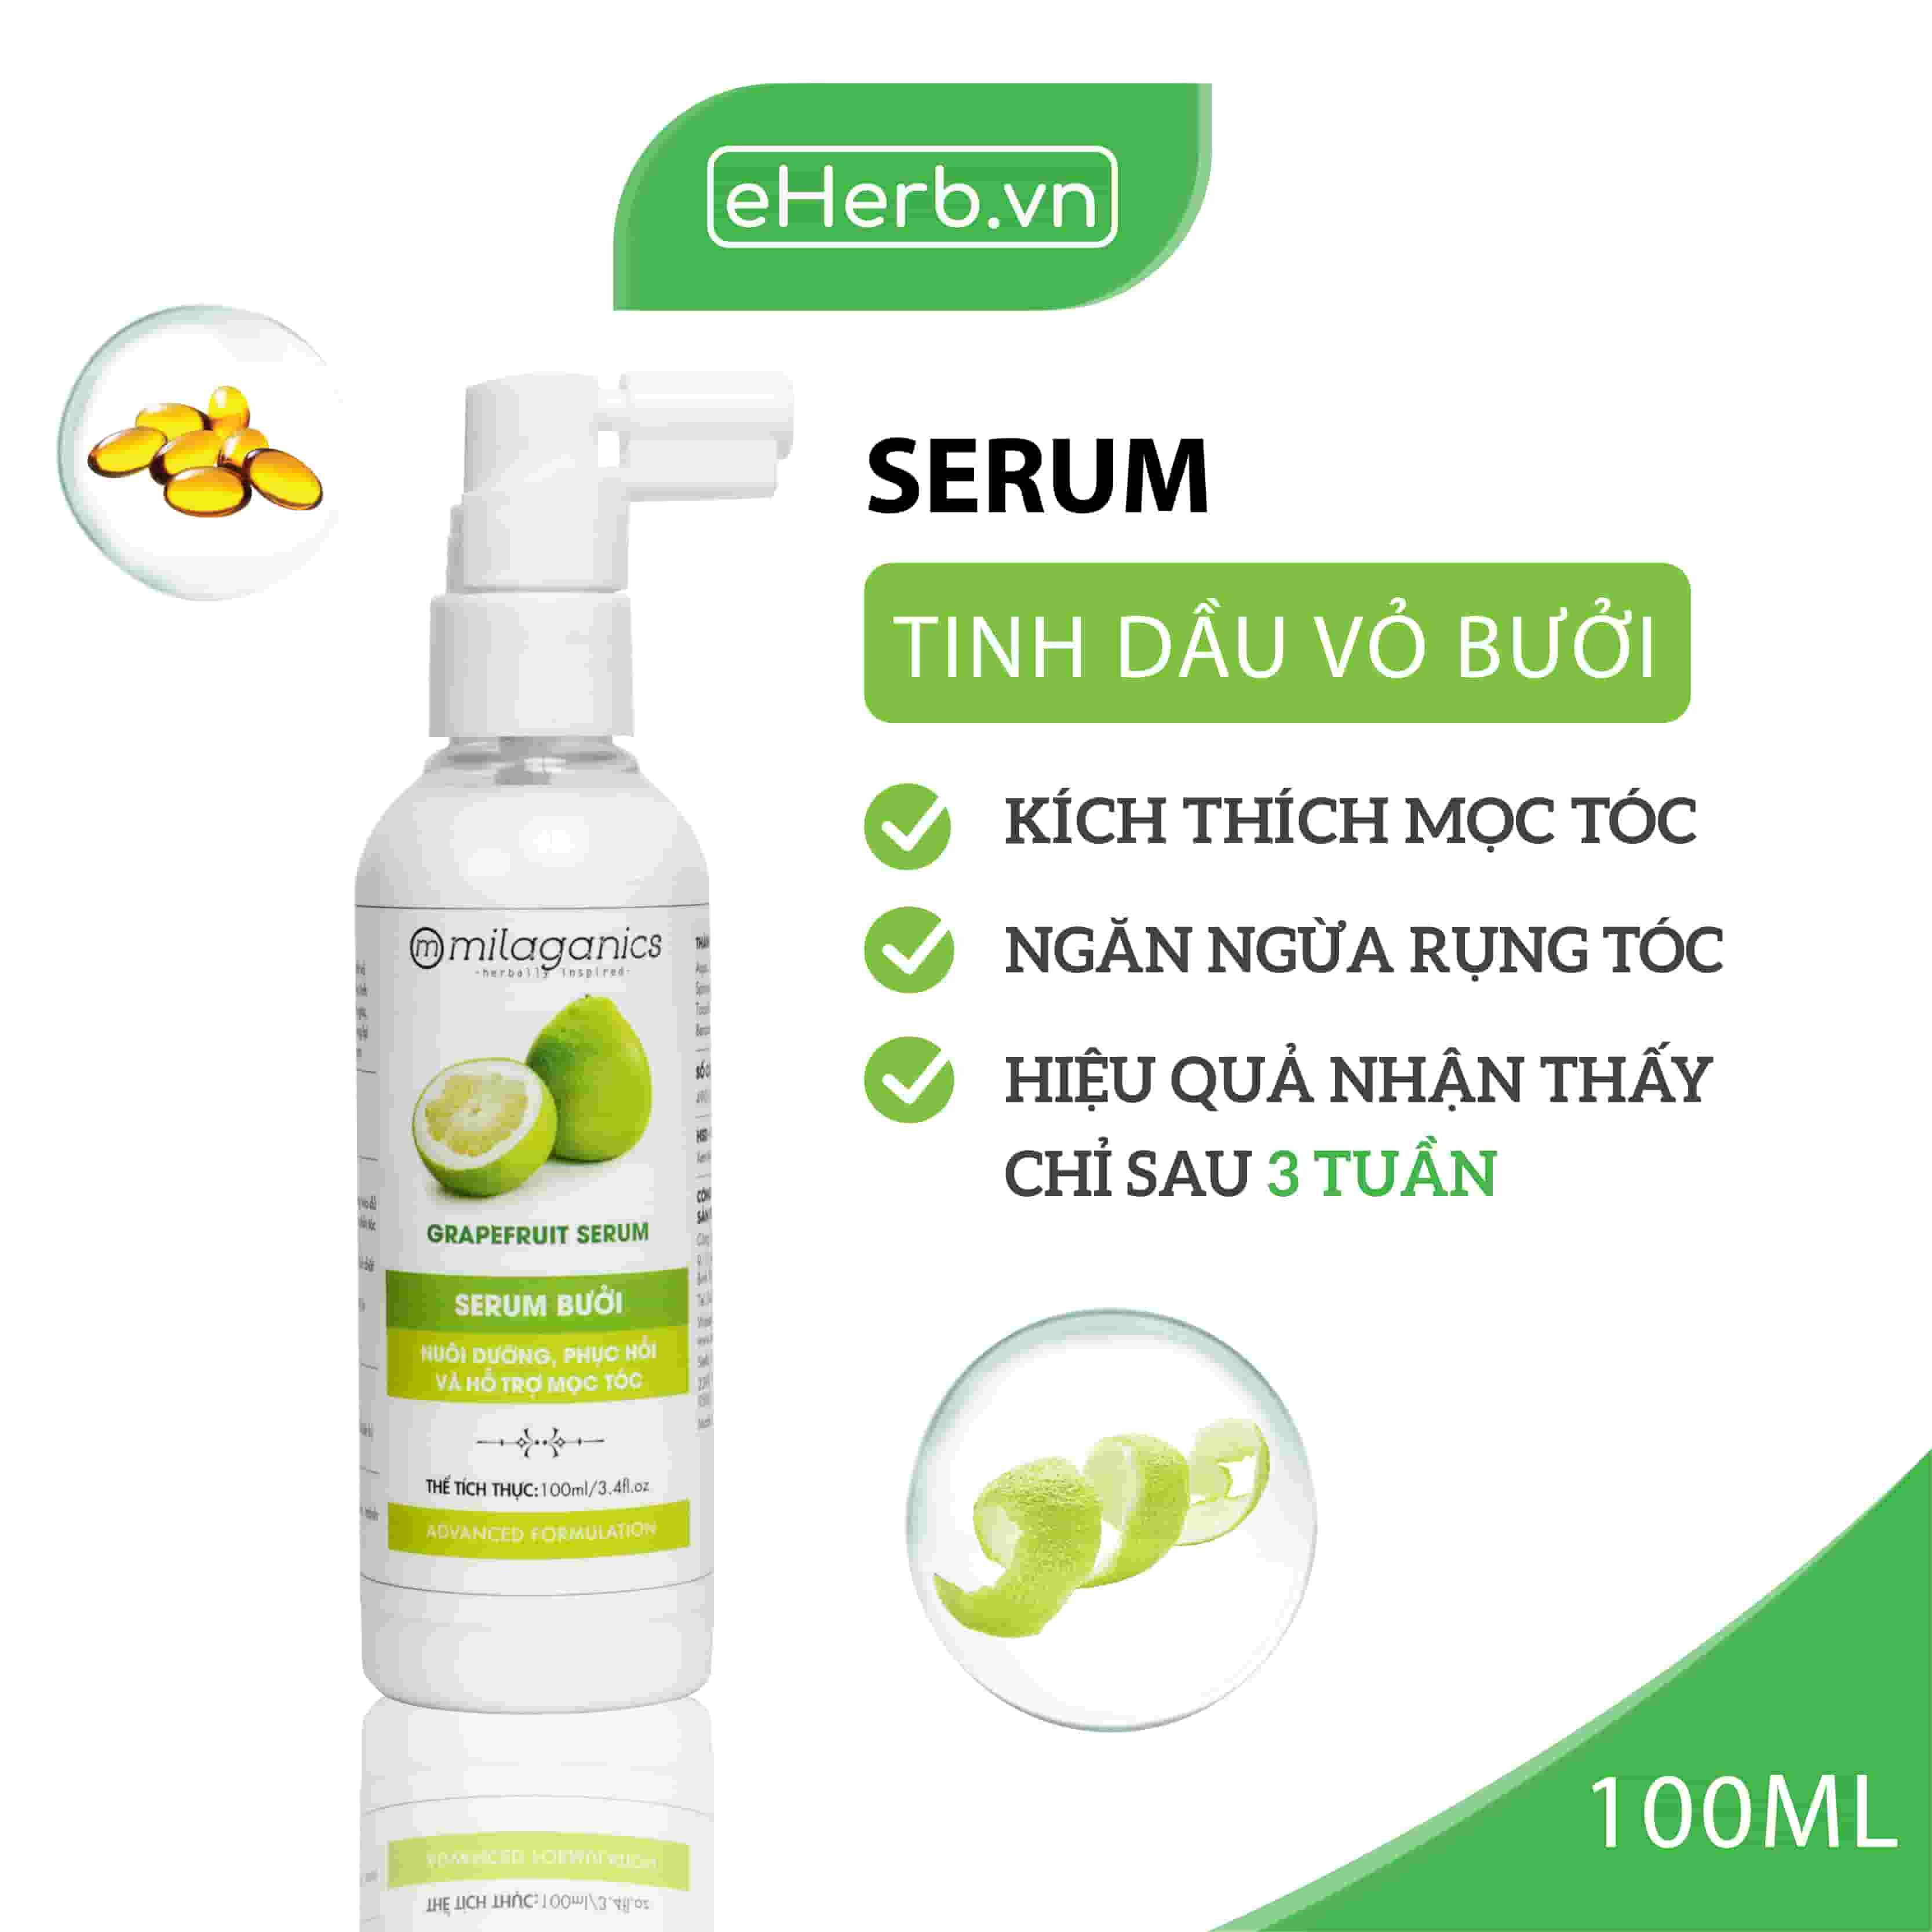 eHerb.vn
SERUM
TINH DẦU VỎ BƯỞI
KÍCH THÍCH MỌC TÓC
NGĂN NGỪA RỤNG TÓC
HIỆU QUẢ NHẬN THẤY
CHỈ SAU 3 TUẦN
milaganics
-herbally inspired-
GRAPEFRUIT SERUM
SERUM BƯỞI
NUÔI DƯỠNG, PHỤC HỒI
VÀ HỖ TRỢ MỌC TÓC
THỂ TÍCH THỰC:100ml/3.4fl.oz
ADVANCED FORMULATION
100ML